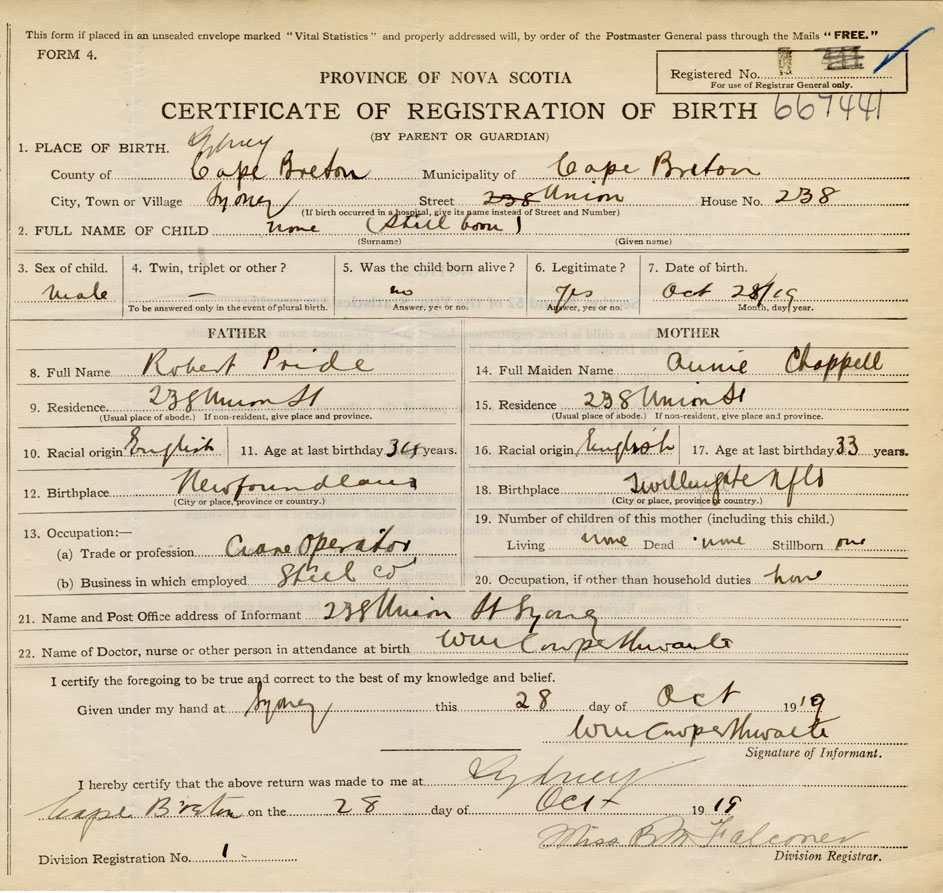 This form if placed in an unsealed envelope marked "Vital Statistics" and properly addressed will, by order of the Postmaster General pass through the Mails "FREE."
FORM 4.
Registered No. 441
For use of Registrar General only.
PROVINCE OF NOVA SCOTIA
CERTIFICATE OF REGISTRATION OF BIRTH 667441
(BY PARENT OR GUARDIAN)
1. PLACE OF BIRTH. Sydney
County of Cape Breton Municipality of Cape Breton
City, Town or Village Sydney Street 238 Union House No. 238
(If birth occurred in a hospital, give its name instead of Street and Number)
2. FULL NAME OF CHILD none (Still born)
(Surname) (Given name)
3. Sex of child. 4. Twin, triplet or other? 5. Was the child born alive? 6. Legitimate? 7. Date of birth.
Male — no Yes Oct 28/19
To be answered only in the event of plural birth. Answer, yes or no. Answer, yes or no. Month, day, year.
FATHER MOTHER
8. Full Name Robert Pride 14. Full Maiden Name Annie Chappell
9. Residence 238 Union St 15. Residence 238 Union St
(Usual place of abode.) If non-resident, give place and province. (Usual place of abode.) If non-resident, give place and province.
10. Racial origin English 11. Age at last birthday 34 years. 16. Racial origin English 17. Age at last birthday 33 years.
12. Birthplace Newfoundland 18. Birthplace Twillingate Nfld
(City or place, province or country.) (City or place, province or country.)
13. Occupation:— 19. Number of children of this mother (including this child.)
(a) Trade or profession Crane Operator Living none Dead none Stillborn one
(b) Business in which employed Steel Co 20. Occupation, if other than household duties
21. Name and Post Office address of Informant 238 Union St Sydney
22. Name of Doctor, nurse or other person in attendance at birth Wm Cowperthwaite
I certify the foregoing to be true and correct to the best of my knowledge and belief.
Given under my hand at Sydney this 28 day of Oct 1919
Wm Cowperthwaite
Signature of Informant.
I hereby certify that the above return was made to me at Sydney
Cape Breton on the 28 day of Oct 1919
Miss B M Falconer
Division Registration No. 1. Division Registrar.